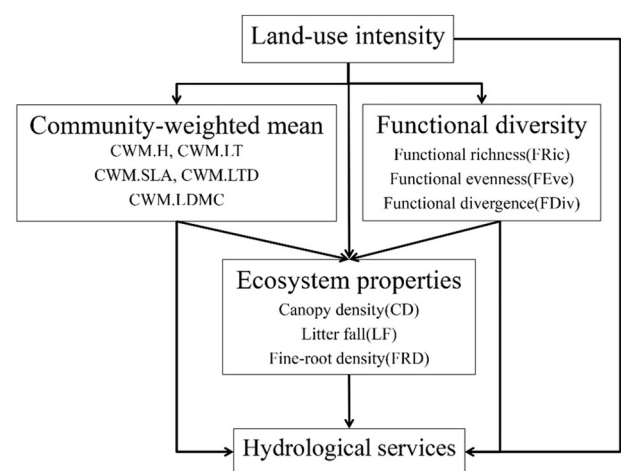 Land-use intensity
Community-weighted mean
CWM.H, CWM.LT
CWM.SLA, CWM.LTD
CWM.LDMC
Functional diversity
Functional richness(FRic)
Functional evenness(FEve)
Functional divergence(FDiv)
Ecosystem properties
Canopy density(CD)
Litter fall(LF)
Fine-root density(FRD)
Hydrological services